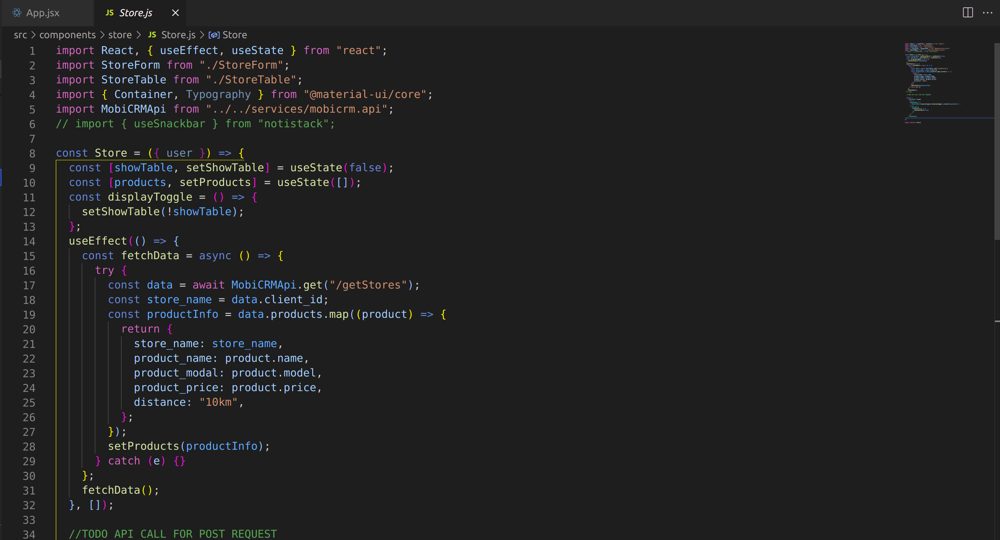 App.jsx
JS Store.js
src > components > store > JS Store.js > Store
1 import React, { useEffect, useState } from "react";
2 import StoreForm from "./StoreForm";
3 import StoreTable from "./StoreTable";
4 import { Container, Typography } from "@material-ui/core";
5 import MobiCRMApi from "../../services/mobicrm.api";
6 // import { useSnackbar } from "notistack";
7
8 const Store = ({ user }) => {
9   const [showTable, setShowTable] = useState(false);
10   const [products, setProducts] = useState([]);
11   const displayToggle = () => {
12     setShowTable(!showTable);
13   };
14   useEffect(() => {
15     const fetchData = async () => {
16       try {
17         const data = await MobiCRMApi.get("/getStores");
18         const store_name = data.client_id;
19         const productInfo = data.products.map((product) => {
20           return {
21             store_name: store_name,
22             product_name: product.name,
23             product_modal: product.model,
24             product_price: product.price,
25             distance: "10km",
26           };
27         });
28         setProducts(productInfo);
29       } catch (e) {}
30     };
31     fetchData();
32   }, []);
33
34   //TODO API CALL FOR POST REQUEST